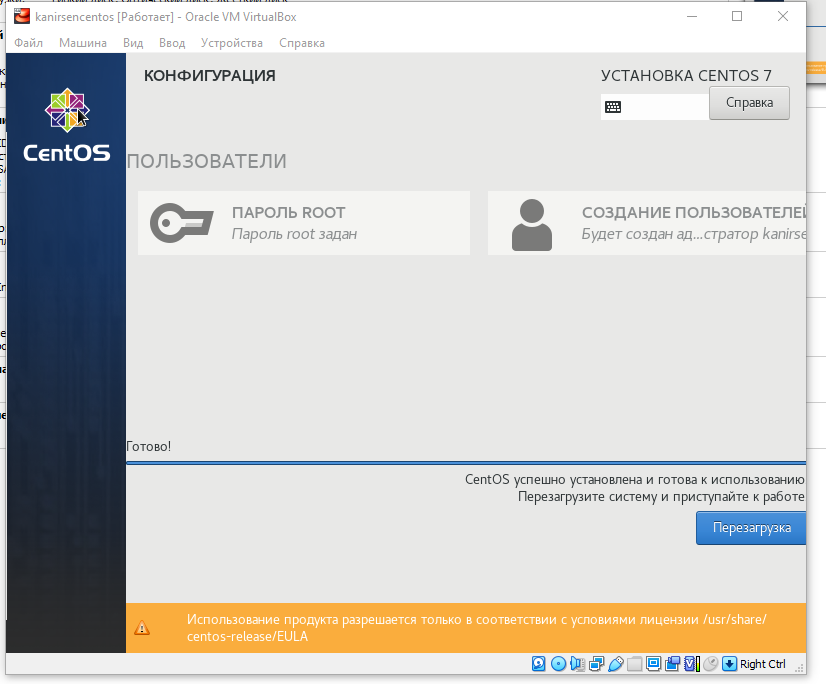 kanirsencentos [Работает] - Oracle VM VirtualBox
Файл Машина Вид Ввод Устройства Справка
КОНФИГУРАЦИЯ
УСТАНОВКА CENTOS 7
Справка
CentOS
ПОЛЬЗОВАТЕЛИ
ПАРОЛЬ ROOT
Пароль root задан
СОЗДАНИЕ ПОЛЬЗОВАТЕЛЕЙ
Будет создан ад...стратор kanirse
Готово!
CentOS успешно установлена и готова к использованию
Перезагрузите систему и приступайте к работе
Перезагрузка
Использование продукта разрешается только в соответствии с условиями лицензии /usr/share/
centos-release/EULA
Right Ctrl